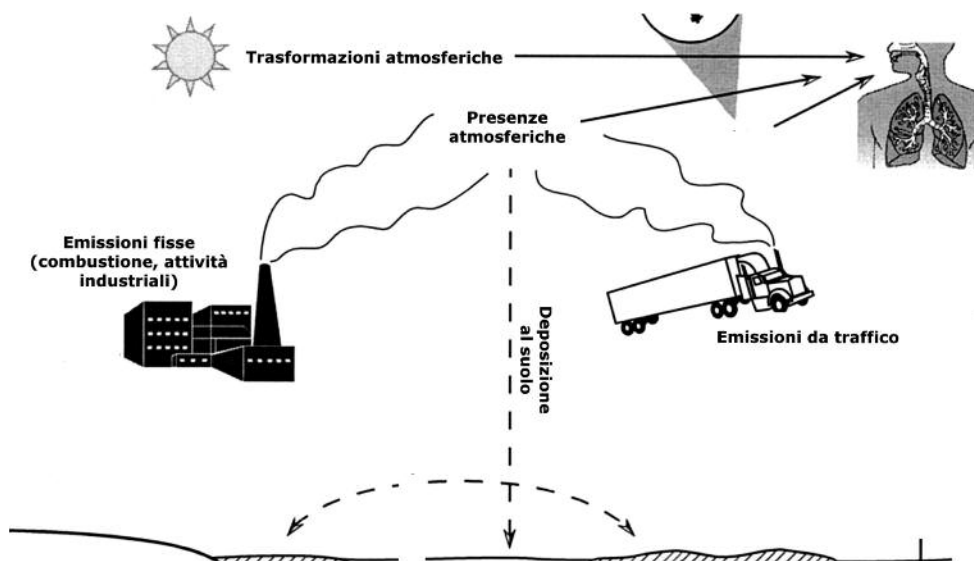 Trasformazioni atmosferiche
Presenze
atmosferiche
Emissioni fisse
(combustione, attività
industriali)
Deposizione
al suolo
Emissioni da traffico